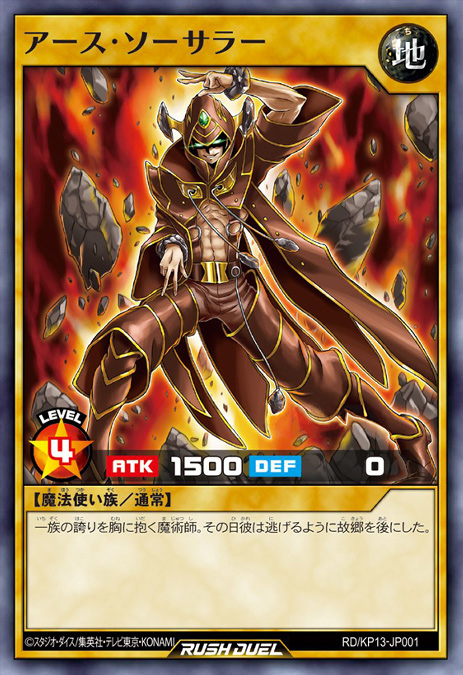 アース・ソーサラー
地
LEVEL
4
ATK 1500 DEF 0
【魔法使い族/通常】
一族の誇りを胸に抱く魔術師。その日彼は逃げるように故郷を後にした。
©スタジオ・ダイス/集英社・テレビ東京・KONAMI
RUSH DUEL
RD/KP13-JP001